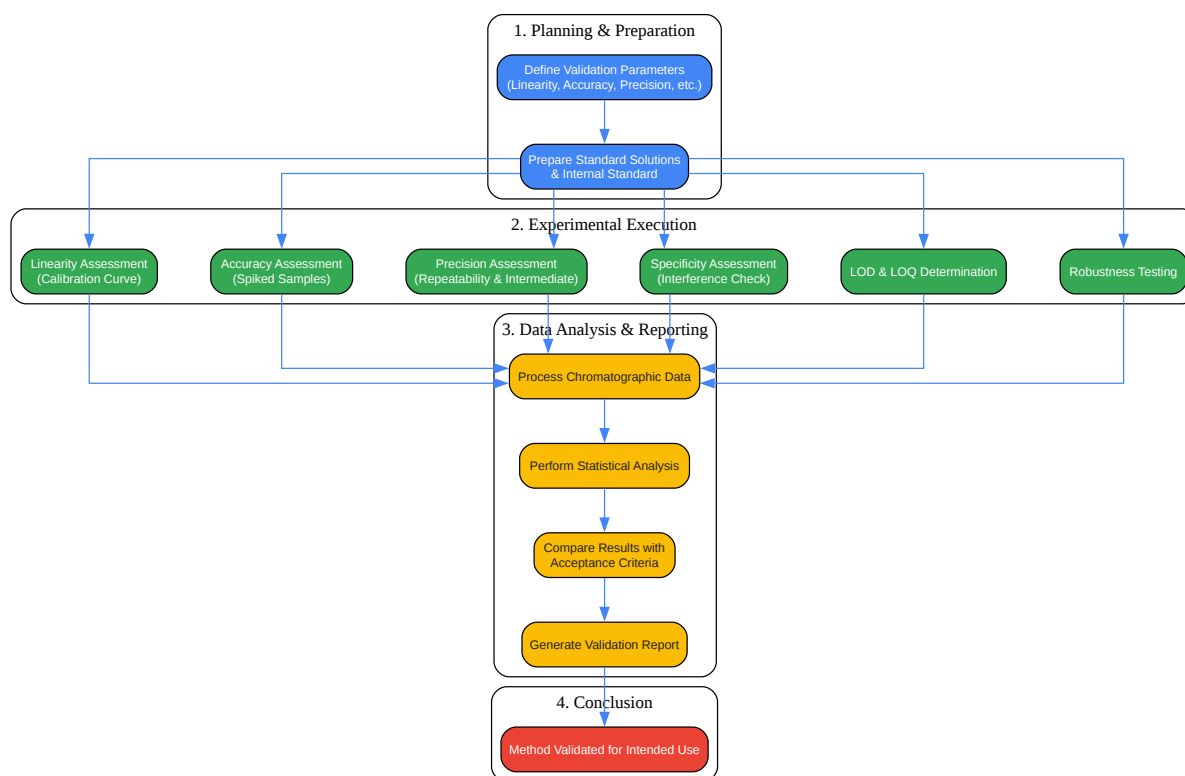 1. Planning & Preparation
Define Validation Parameters
(Linearity, Accuracy, Precision, etc.)
Prepare Standard Solutions
& Internal Standard
2. Experimental Execution
Linearity Assessment
(Calibration Curve)
Accuracy Assessment
(Spiked Samples)
Precision Assessment
(Repeatability & Intermediate)
Specificity Assessment
(Interference Check)
LOD & LOQ Determination
Robustness Testing
3. Data Analysis & Reporting
Process Chromatographic Data
Perform Statistical Analysis
Compare Results with
Acceptance Criteria
Generate Validation Report
4. Conclusion
Method Validated for Intended Use